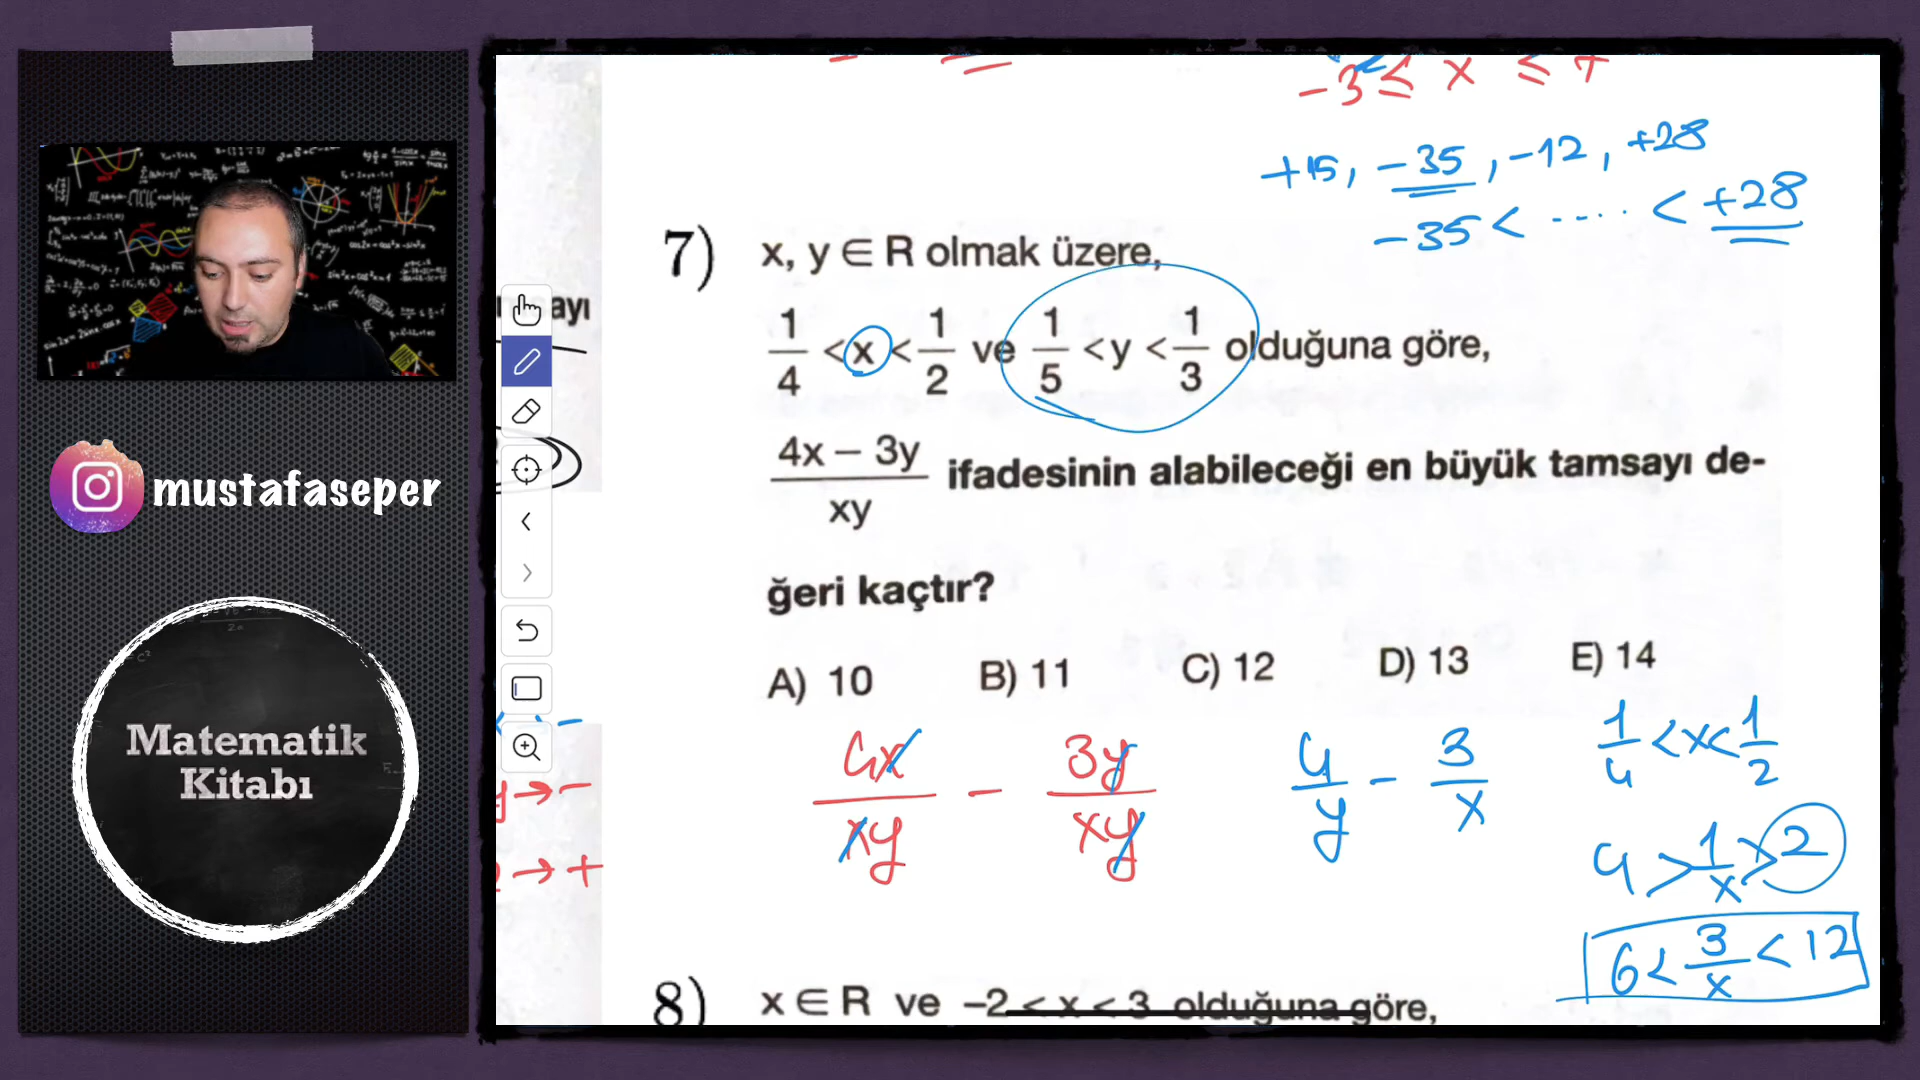 mustafaseper
Matematik
Kitabı
-3 ≤ x ≤
+15, -35, -12, +28
-35 < .... < +28
7) x, y ∈ R olmak üzere,
1/4 < x < 1/2 ve 1/5 < y < 1/3 olduğuna göre,
(4x – 3y)/xy ifadesinin alabileceği en büyük tamsayı de-
ğeri kaçtır?
A) 10 B) 11 C) 12 D) 13 E) 14
4x/xy - 3y/xy
4/y - 3/x
1/4 < x < 1/2
4 > 1/x > 2
6 < 3/x < 12
8) x ∈ R ve –2 < x < 3 olduğuna göre,
ayı
y → -
→ +